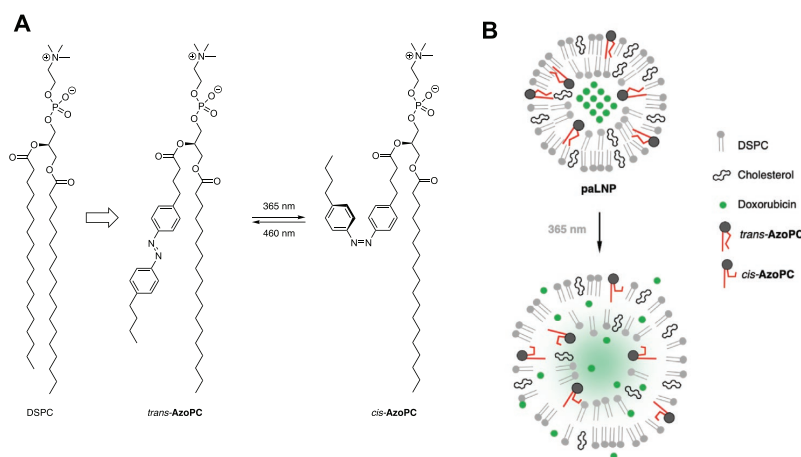 A
N
⊕
O
P
O
⊖
O
O
O
O
O
DSPC
N
⊕
O
P
O
⊖
O
O
O
O
O
N
N
trans-AzoPC
365 nm
460 nm
N
⊕
O
P
O
⊖
O
O
O
O
O
N
N
cis-AzoPC
B
paLNP
365 nm
DSPC
Cholesterol
Doxorubicin
trans-AzoPC
cis-AzoPC